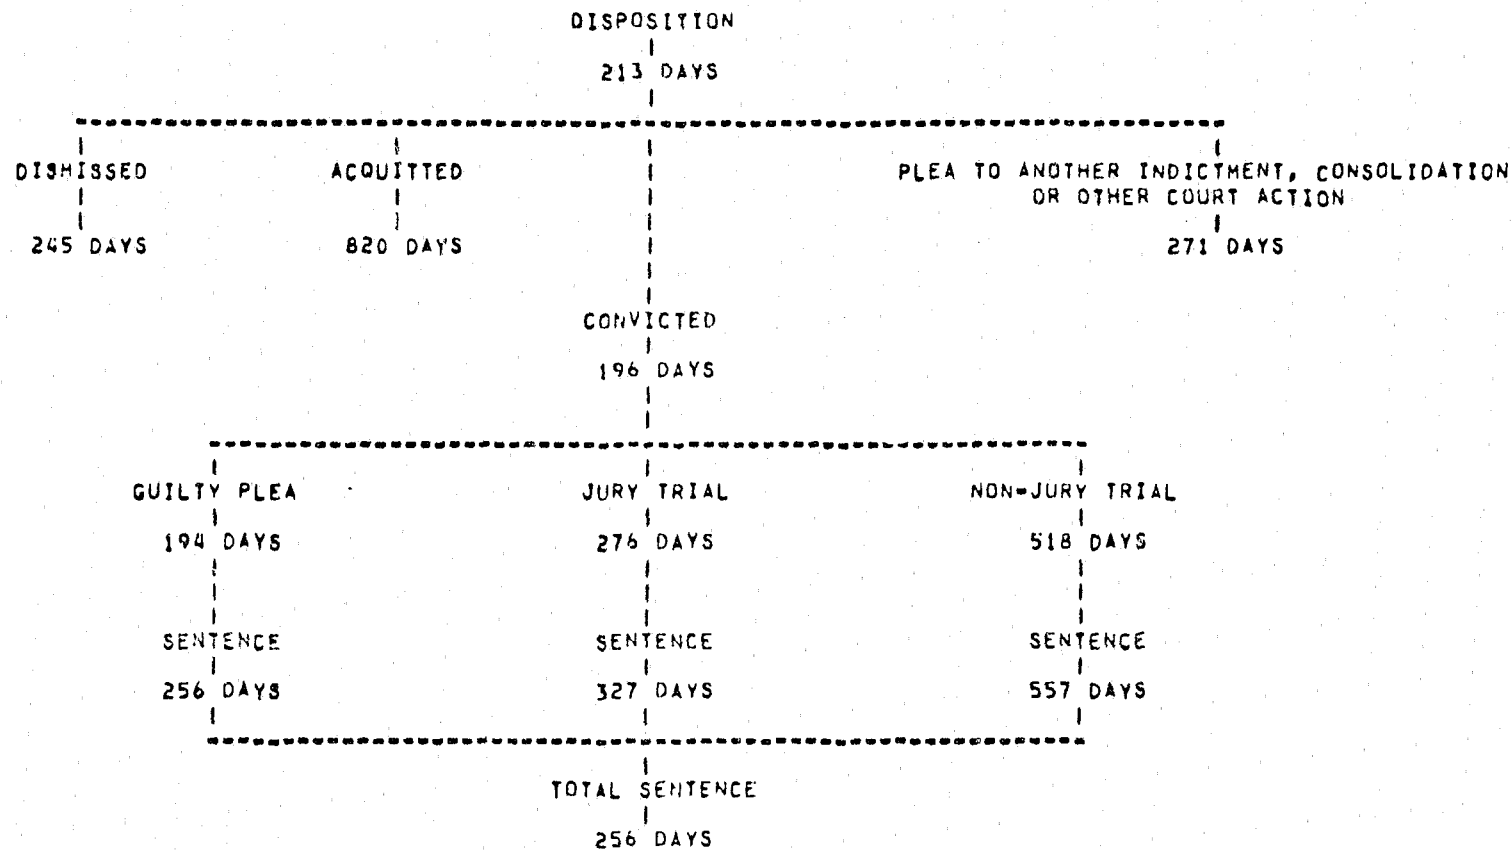 DISPOSITION
213 DAYS
DISMISSED
ACQUITTED
PLEA TO ANOTHER INDICTMENT, CONSOLIDATION
OR OTHER COURT ACTION
245 DAYS
820 DAYS
271 DAYS
CONVICTED
196 DAYS
GUILTY PLEA
JURY TRIAL
NON-JURY TRIAL
194 DAYS
276 DAYS
518 DAYS
SENTENCE
SENTENCE
SENTENCE
256 DAYS
327 DAYS
557 DAYS
TOTAL SENTENCE
256 DAYS